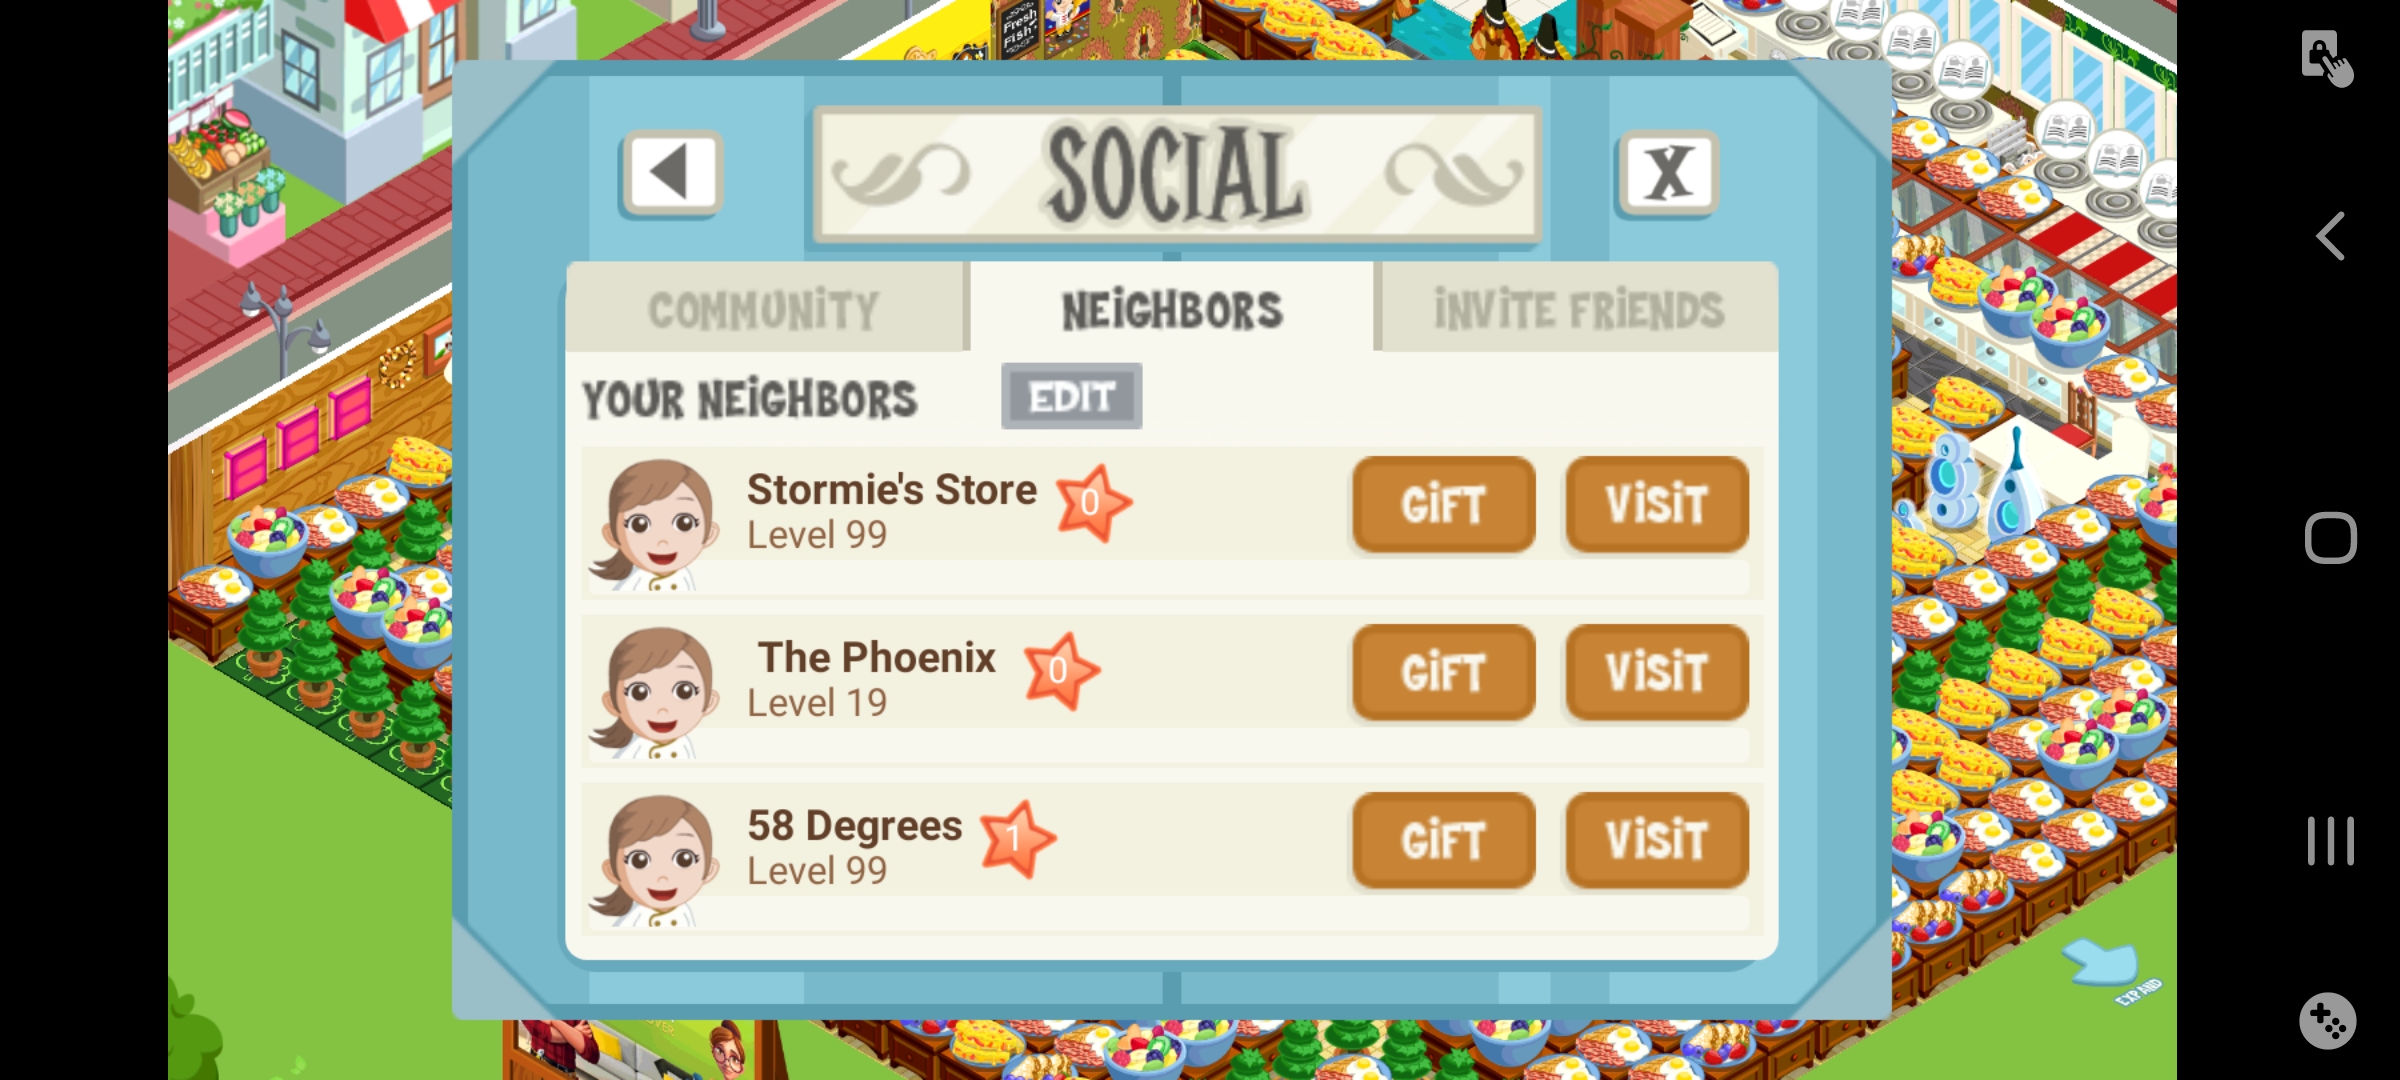 Fresh
Fish
SOCIAL
X
COMMUNITY
NEIGHBORS
INVITE FRIENDS
YOUR NEIGHBORS
EDIT
Stormie's Store
0
Level 99
GIFT
VISIT
The Phoenix
0
Level 19
GIFT
VISIT
58 Degrees
1
Level 99
GIFT
VISIT
EXPAND